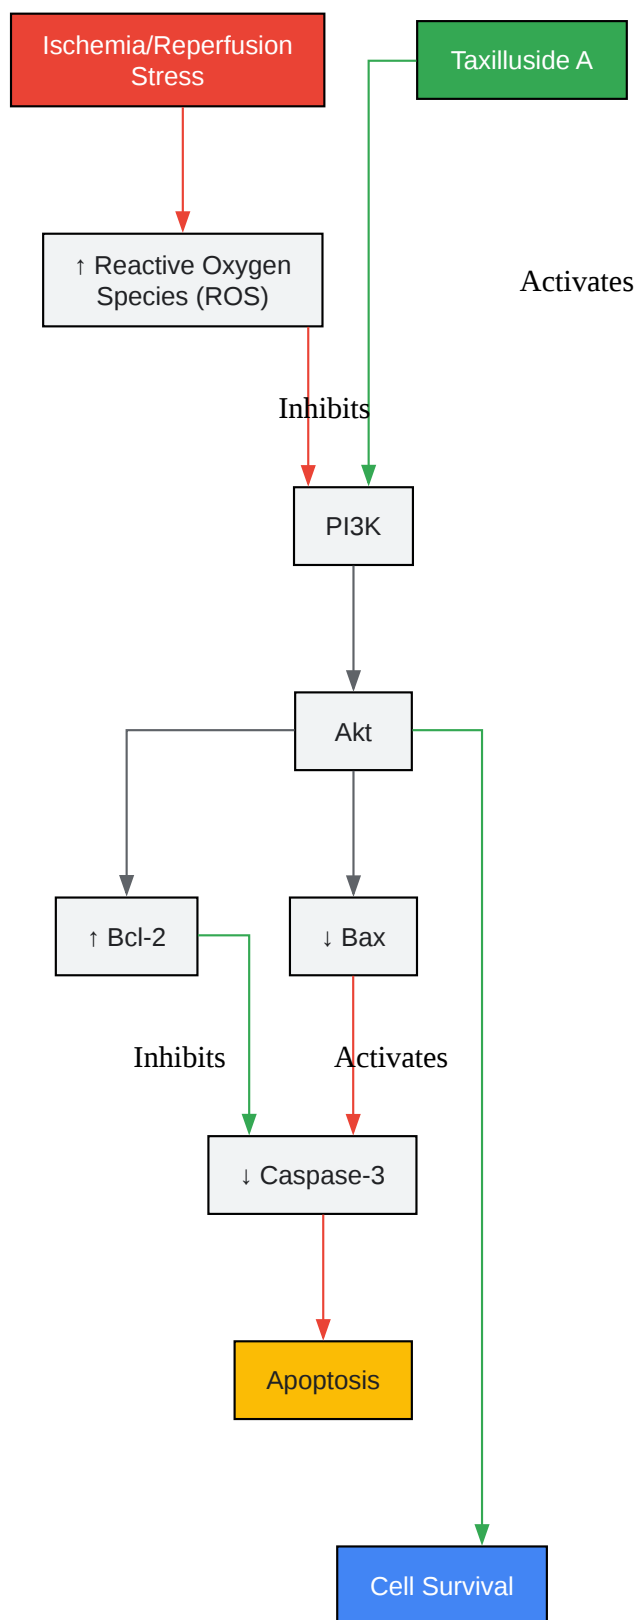 Ischemia/Reperfusion
Stress
Taxilluside A
↑ Reactive Oxygen
Species (ROS)
Activates
Inhibits
PI3K
Akt
↑ Bcl-2
↓ Bax
Inhibits
Activates
↓ Caspase-3
Apoptosis
Cell Survival